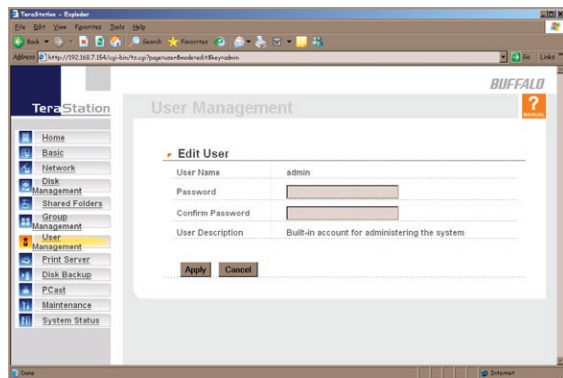 TeraStation - Exploder
File Edit View Favorites Tools Help
Back Search Favorites
Address http://192.168.7.154/cgi-bin/ts.cgi?page=user&mode=edit&key=admin Go Links
BUFFALO
TeraStation
User Management
? MANUAL
Home
Basic
Network
Disk
Management
Shared Folders
Group
Management
User
Management
Print Server
Disk Backup
PCast
Maintenance
System Status
Edit User
User Name admin
Password
Confirm Password
User Description Built-in account for administering the system
Apply Cancel
Done Internet